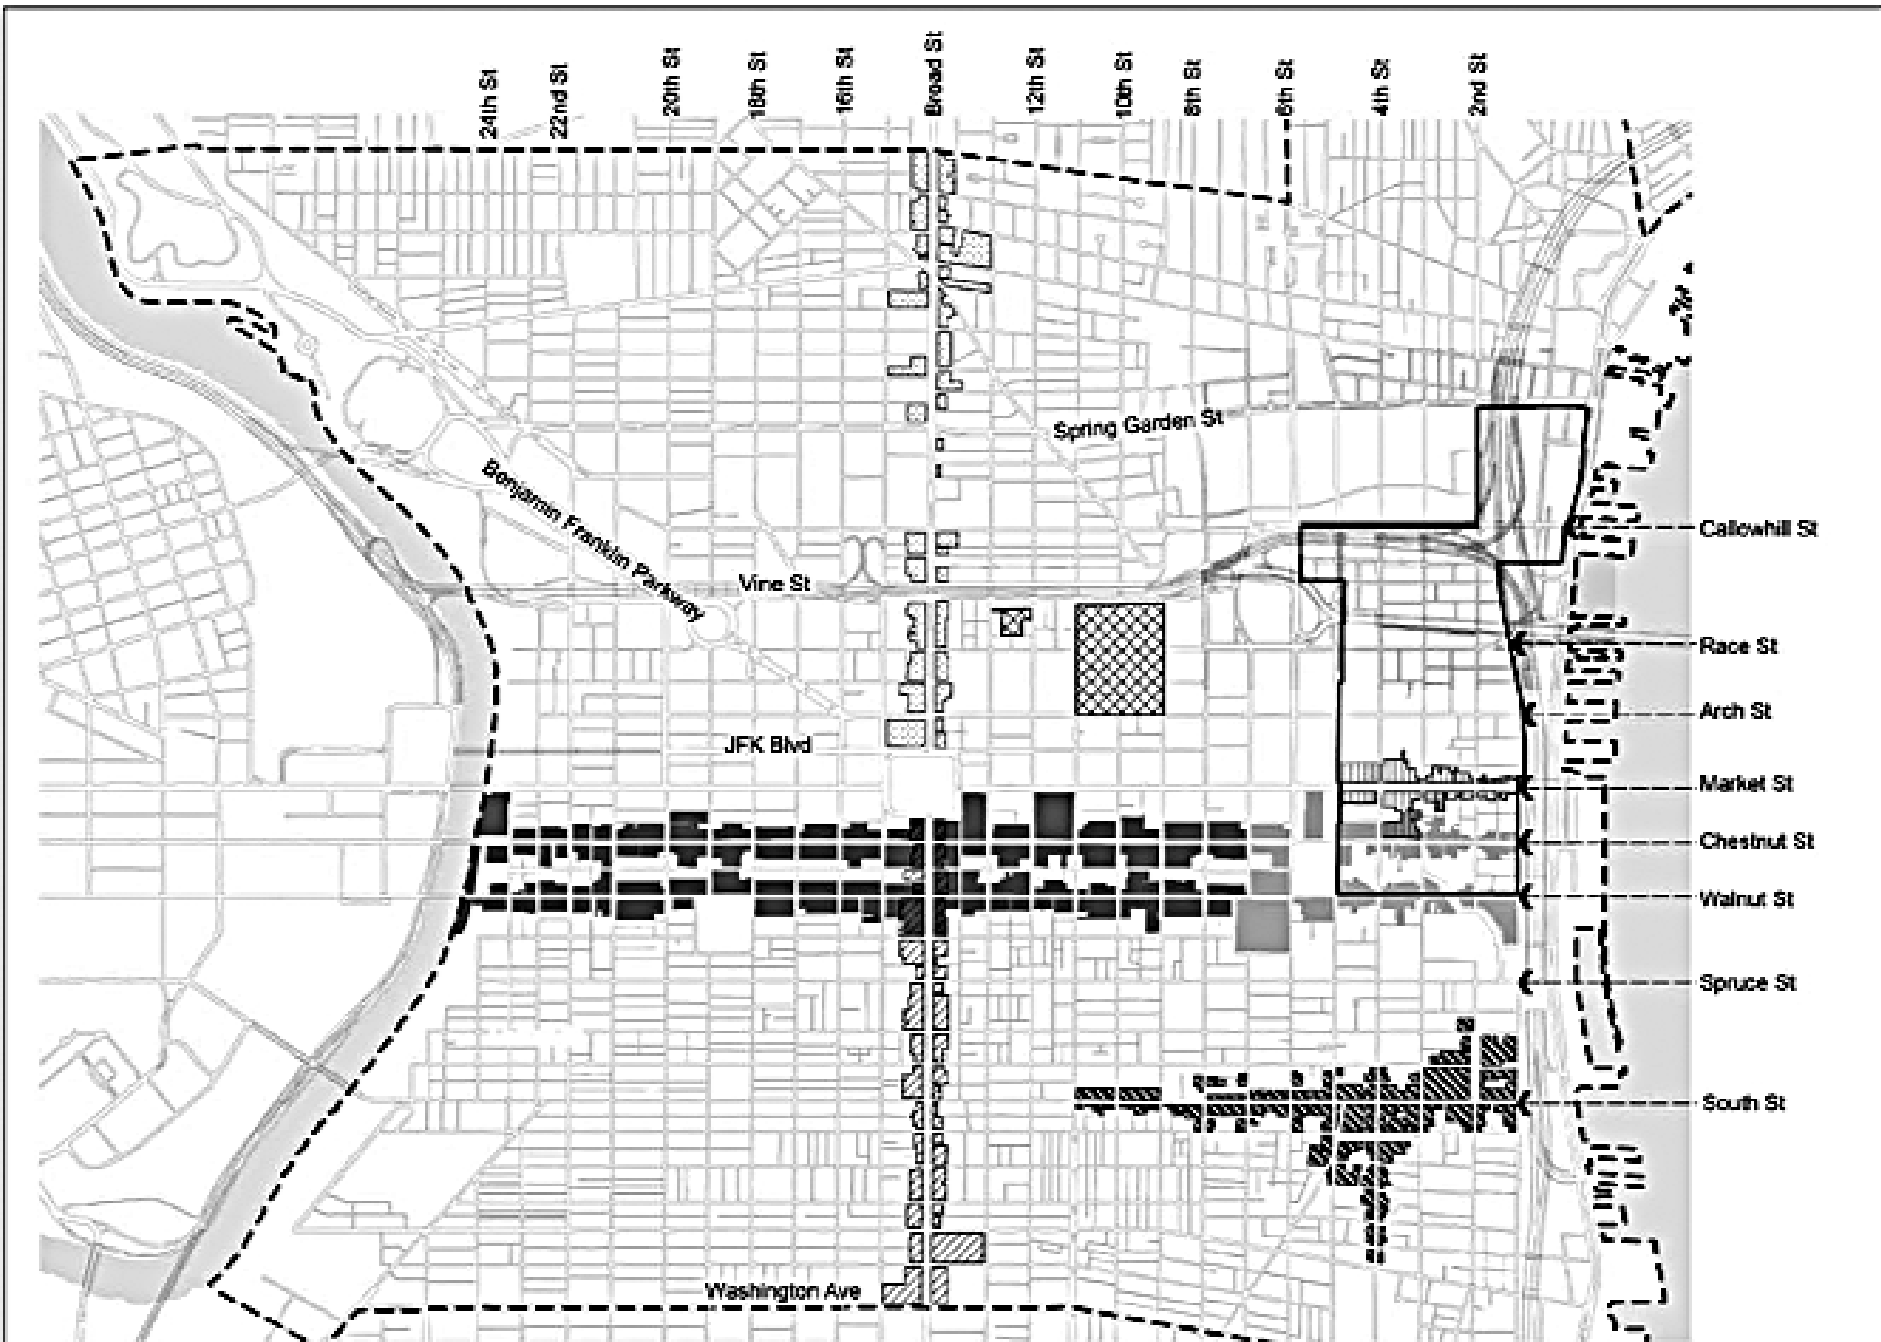 24th St
22nd St
20th St
18th St
16th St
Broad St
12th St
10th St
8th St
6th St
4th St
2nd St
Spring Garden St
Benjamin Franklin Parkway
Callowhill St
Vine St
Race St
Arch St
JFK Blvd
Market St
Chestnut St
Walnut St
Spruce St
South St
Washington Ave